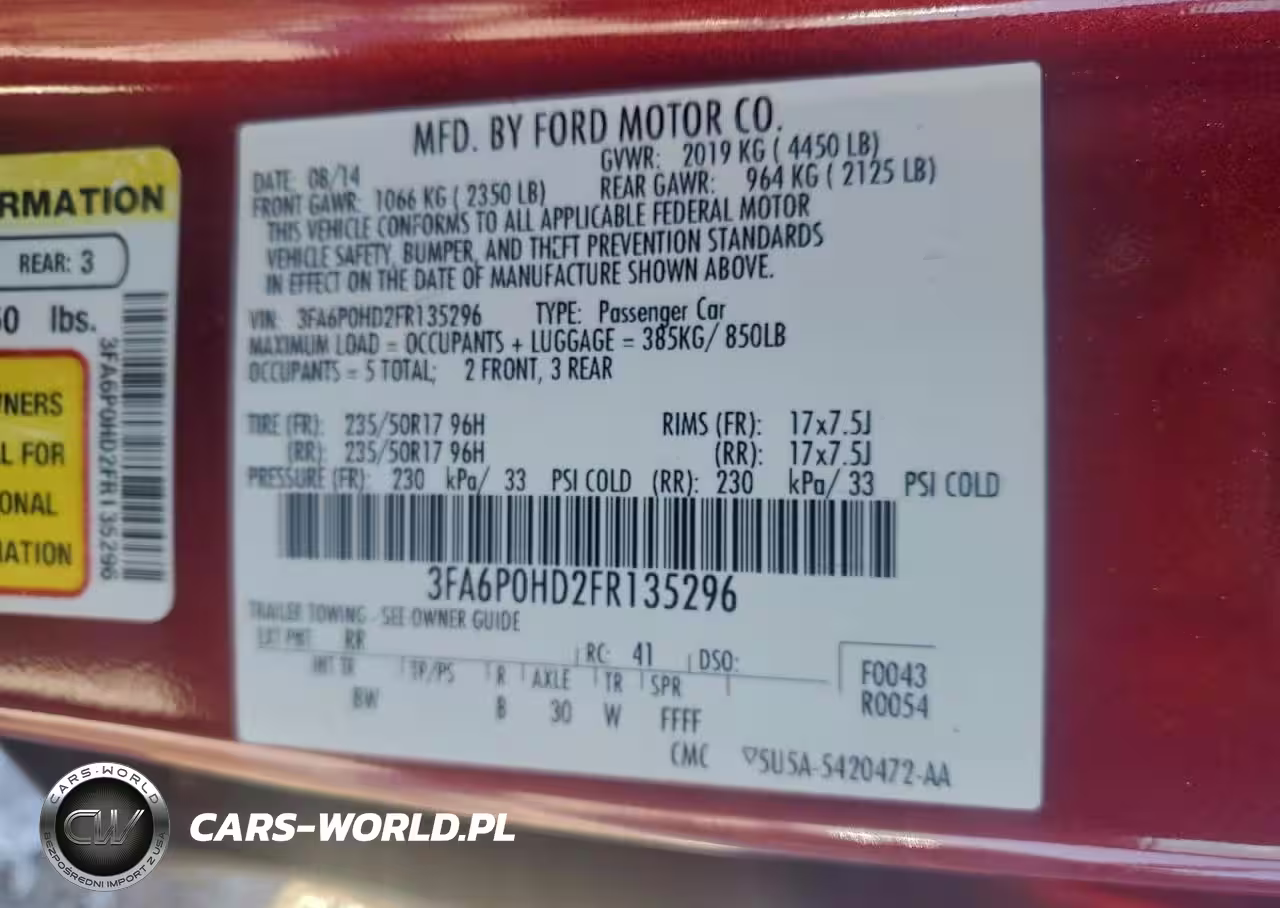 MFD. BY FORD MOTOR CO.
DATE: 08/14 GVWR: 2019 KG ( 4450 LB)
FRONT GAWR: 1066 KG ( 2350 LB) REAR GAWR: 964 KG ( 2125 LB)
THIS VEHICLE CONFORMS TO ALL APPLICABLE FEDERAL MOTOR
VEHICLE SAFETY, BUMPER, AND THEFT PREVENTION STANDARDS
IN EFFECT ON THE DATE OF MANUFACTURE SHOWN ABOVE.
VIN: 3FA6P0HD2FR135296 TYPE: Passenger Car
MAXIMUM LOAD = OCCUPANTS + LUGGAGE = 385KG/ 850LB
OCCUPANTS = 5 TOTAL; 2 FRONT, 3 REAR
TIRE (FR): 235/50R17 96H RIMS (FR): 17x7.5J
(RR): 235/50R17 96H (RR): 17x7.5J
PRESSURE (FR): 230 kPa/ 33 PSI COLD (RR): 230 kPa/ 33 PSI COLD
3FA6P0HD2FR135296
TRAILER TOWING - SEE OWNER GUIDE
EXT PNT: RR RC: 41 DSO:
INT TR TP/PS R AXLE TR SPR
BW B 30 W FFFF
F0043
R0054
CMC ▽5U5A-5420472-AA
RMATION
REAR: 3
50 lbs.
WNERS
L FOR
ONAL
MATION
3FA6P0HD2FR135296
CARS-WORLD
CW
BEZPOŚREDNI IMPORT Z USA
CARS-WORLD.PL